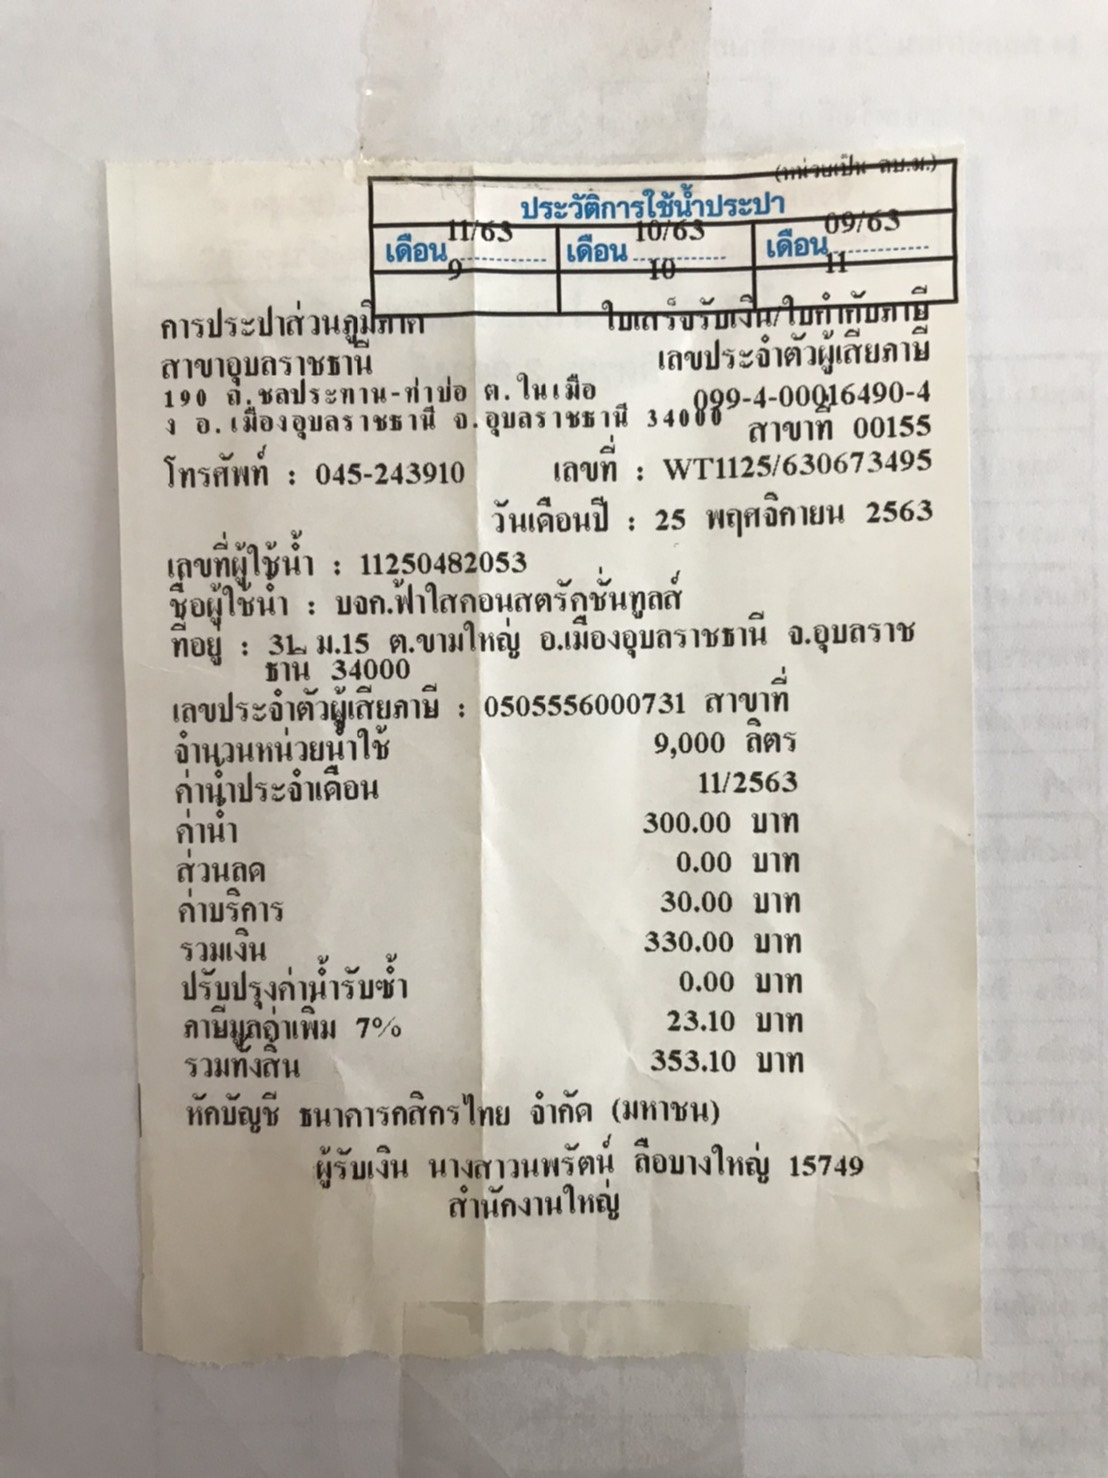 (หน่วยเป็น ลบ.ม.)
ประวัติการใช้น้ำประปา
เดือน 11/63 เดือน 10/63 เดือน 09/63
9 10 11
การประปาส่วนภูมิภาค ใบเสร็จรับเงิน/ใบกำกับภาษี
สาขาอุบลราชธานี เลขประจำตัวผู้เสียภาษี
190 ถ.ชลประทาน-ท่าบ่อ ต.ในเมือ 099-4-00016490-4
ง อ.เมืองอุบลราชธานี จ.อุบลราชธานี 34000 สาขาที่ 00155
โทรศัพท์ : 045-243910 เลขที่ : WT1125/630673495
วันเดือนปี : 25 พฤศจิกายน 2563
เลขที่ผู้ใช้น้ำ : 11250482053
ชื่อผู้ใช้น้ำ : บจก.ฟ้าใสคอนสตรัคชั่นทูลส์
ที่อยู่ : 31 ม.15 ต.ขามใหญ่ อ.เมืองอุบลราชธานี จ.อุบลราช
ธานี 34000
เลขประจำตัวผู้เสียภาษี : 0505556000731 สาขาที่
จำนวนหน่วยน้ำใช้ 9,000 ลิตร
ค่าน้ำประจำเดือน 11/2563
ค่าน้ำ 300.00 บาท
ส่วนลด 0.00 บาท
ค่าบริการ 30.00 บาท
รวมเงิน 330.00 บาท
ปรับปรุงค่าน้ำรับซ้ำ 0.00 บาท
ภาษีมูลค่าเพิ่ม 7% 23.10 บาท
รวมทั้งสิ้น 353.10 บาท
หักบัญชี ธนาคารกสิกรไทย จำกัด (มหาชน)
ผู้รับเงิน นางสาวนพรัตน์ ลือบางใหญ่ 15749
สำนักงานใหญ่